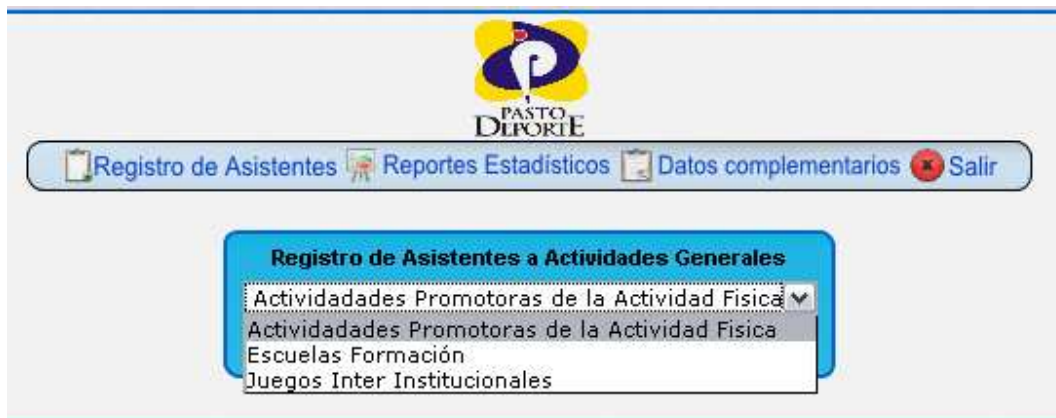 PASTO
DEPORTE
Registro de Asistentes Reportes Estadísticos Datos complementarios Salir
Registro de Asistentes a Actividades Generales
Actividadades Promotoras de la Actividad Fisica
Actividadades Promotoras de la Actividad Fisica
Escuelas Formación
Juegos Inter Institucionales